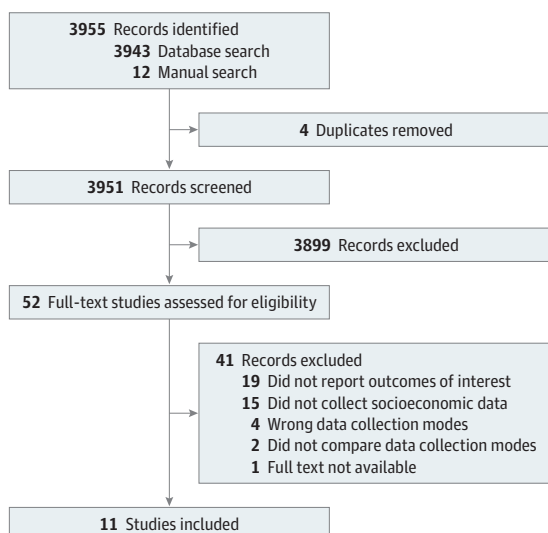 3955 Records identified
3943 Database search
12 Manual search
4 Duplicates removed
3951 Records screened
3899 Records excluded
52 Full-text studies assessed for eligibility
41 Records excluded
19 Did not report outcomes of interest
15 Did not collect socioeconomic data
4 Wrong data collection modes
2 Did not compare data collection modes
1 Full text not available
11 Studies included